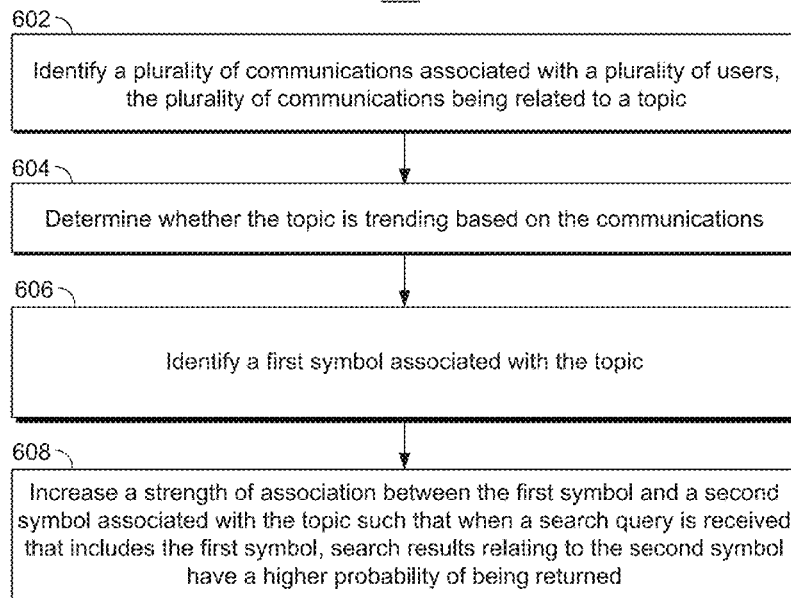 602
Identify a plurality of communications associated with a plurality of users,
the plurality of communications being related to a topic
604
Determine whether the topic is trending based on the communications
606
Identify a first symbol associated with the topic
608
Increase a strength of association between the first symbol and a second
symbol associated with the topic such that when a search query is received
that includes the first symbol, search results relating to the second symbol
have a higher probability of being returned